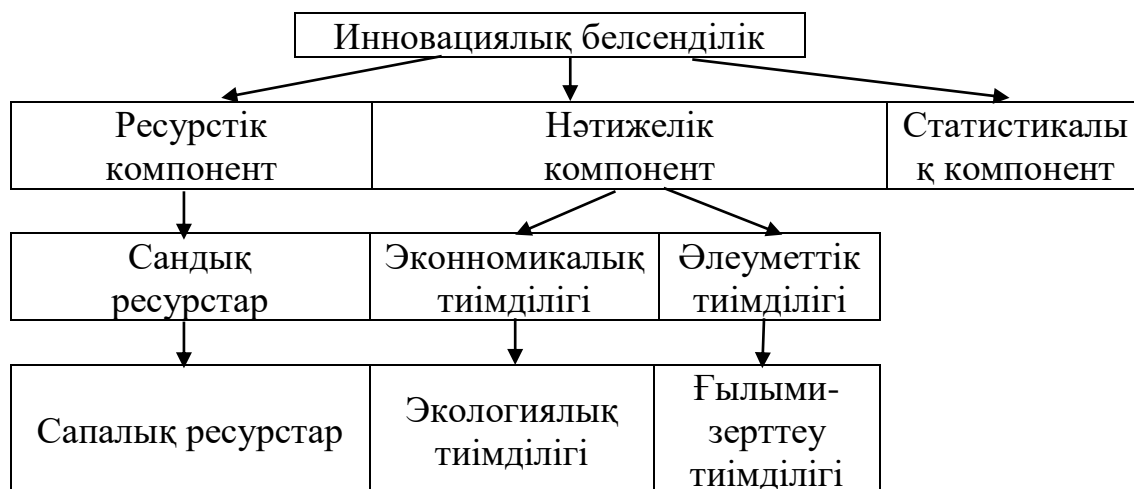 Инновациялық белсенділік
Ресурстік
компонент
Нәтижелік
компонент
Статистикалы
қ компонент
Сандық
ресурстар
Эконномикалық
тиімділігі
Әлеуметтік
тиімділігі
Сапалық ресурстар
Экологиялық
тиімділігі
Ғылыми-
зерттеу
тиімділігі